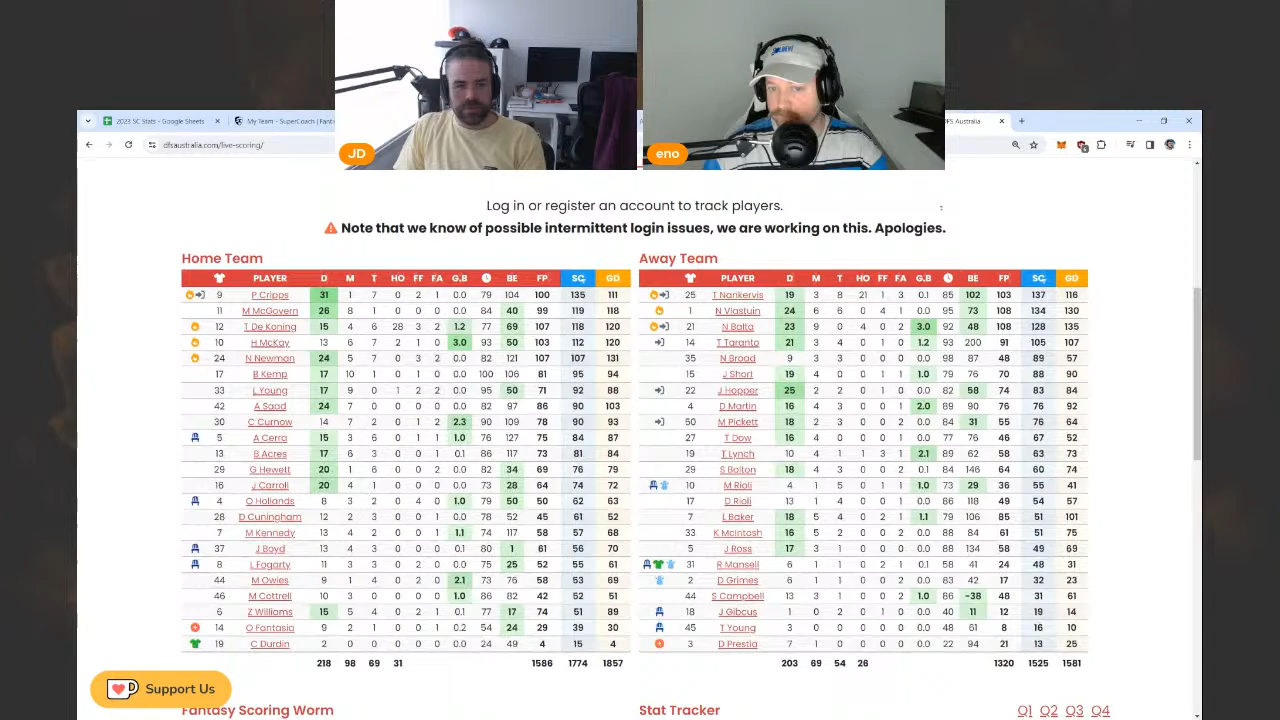 2023 SC Stats - Google Sheets × My Team - SuperCoach | Fant DFS Australia ×
dfsaustralia.com/live-scoring/
JD
eno
Log in or register an account to track players.
Note that we know of possible intermittent login issues, we are working on this. Apologies.
Home Team
PLAYER D M T HO FF FA G.B BE FP SC GD
9 P Cripps 31 1 7 0 2 1 0.0 79 104 100 135 111
11 M McGovern 26 8 1 0 0 0 0.0 84 40 99 119 118
12 T De Koning 15 4 6 28 3 2 1.2 77 69 107 118 120
10 H McKay 13 6 7 2 1 0 3.0 93 50 103 112 120
24 N Newman 24 5 7 0 3 2 0.0 82 121 107 107 131
17 B Kemp 17 10 1 0 1 0 0.0 100 106 81 95 94
33 L Young 17 9 0 1 2 2 0.0 95 50 71 92 88
42 A Saad 24 7 0 0 0 0 0.0 82 97 86 90 103
30 C Curnow 14 7 2 0 1 2 2.3 90 109 78 90 93
5 A Cerra 15 3 6 0 1 1 1.0 76 127 75 84 87
13 B Acres 17 6 3 0 0 1 0.1 86 117 73 81 84
29 G Hewett 20 1 6 0 0 2 0.0 82 34 69 76 79
16 J Carroll 20 4 1 0 0 0 0.0 73 28 64 74 72
4 O Hollands 8 3 2 0 4 0 1.0 79 50 50 62 63
28 D Cuningham 12 2 3 0 0 1 0.0 78 52 45 61 52
7 M Kennedy 13 4 2 0 0 0 1.1 74 117 58 57 68
37 J Boyd 13 4 3 0 0 0 0.1 80 1 61 56 70
8 L Fogarty 11 3 3 0 2 0 0.0 75 25 52 55 61
44 M Owies 9 1 4 0 2 0 2.1 73 76 58 53 69
46 M Cottrell 10 3 0 0 0 0 1.0 86 82 42 52 51
6 Z Williams 15 5 4 0 2 1 0.1 77 17 74 51 89
14 O Fantasia 9 2 1 0 0 1 0.2 54 24 29 39 30
19 C Durdin 2 0 0 0 0 0 0.0 24 49 4 15 4
218 98 69 31 1586 1774 1857
Away Team
PLAYER D M T HO FF FA G.B BE FP SC GD
25 T Nankervis 19 3 8 21 1 3 0.1 85 102 103 137 116
1 N Vlastuin 24 6 6 0 4 1 0.0 95 73 108 134 130
21 N Balta 23 9 0 4 0 2 3.0 92 48 108 128 135
14 T Taranto 21 3 4 0 1 0 1.2 93 200 91 105 107
35 N Broad 9 3 3 0 2 0 0.0 98 87 48 89 57
15 J Short 19 4 0 0 1 1 1.0 79 76 70 88 90
22 J Hopper 25 2 2 0 1 0 0.0 82 58 74 83 84
4 D Martin 16 4 3 0 0 1 2.0 89 90 76 76 92
50 M Pickett 18 2 3 0 0 2 0.0 84 31 55 76 64
27 T Dow 16 4 0 0 1 0 0.0 77 76 46 67 52
19 T Lynch 10 4 1 1 3 1 2.1 89 62 58 63 73
29 S Bolton 18 4 3 0 0 2 0.1 84 146 64 60 74
10 M Rioli 4 1 5 0 1 1 1.0 73 29 36 55 41
17 D Rioli 13 1 4 0 0 0 0.0 86 118 49 54 57
7 L Baker 18 5 4 0 2 1 1.1 79 106 85 51 101
33 K McIntosh 16 5 2 0 0 0 0.0 88 84 61 51 75
5 J Ross 17 3 1 0 0 0 0.0 88 134 58 49 69
31 R Mansell 6 1 1 0 2 1 0.1 58 41 24 48 31
2 D Grimes 6 1 1 0 0 2 0.0 83 42 17 32 23
44 S Campbell 13 3 1 0 0 2 1.0 86 -38 48 31 61
18 J Gibcus 1 0 2 0 1 0 0.0 40 11 12 19 14
45 T Young 3 0 0 0 0 0 0.0 48 61 8 16 10
3 D Prestia 7 1 0 0 0 0 0.0 22 94 21 13 25
203 69 54 26 1320 1525 1581
Support Us
Fantasy Scoring Worm
Stat Tracker
Q1 Q2 Q3 Q4